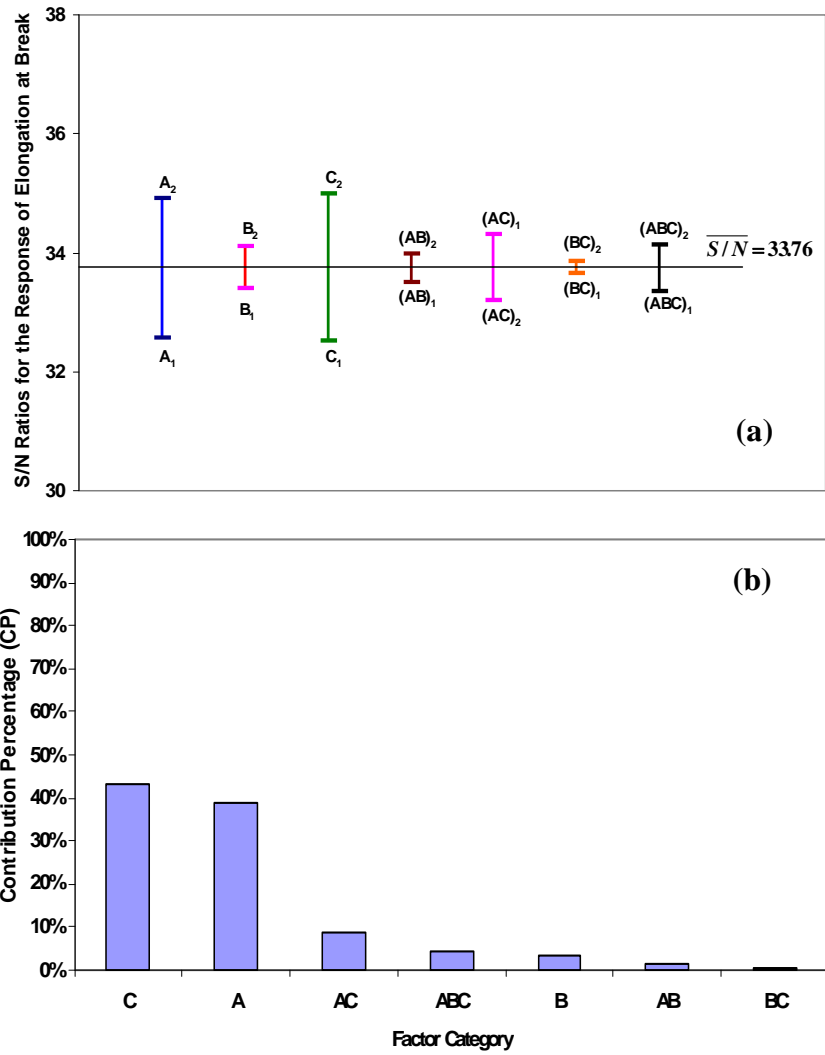 S/N Ratios for the Response of Elongation at Break
38
36
34
32
30
A2
A1
B2
B1
C2
C1
(AB)2
(AB)1
(AC)1
(AC)2
(BC)2
(BC)1
(ABC)2
(ABC)1
S/N = 33.76
(a)
Contribution Percentage (CP)
100%
90%
80%
70%
60%
50%
40%
30%
20%
10%
0%
(b)
C A AC ABC B AB BC
Factor Category